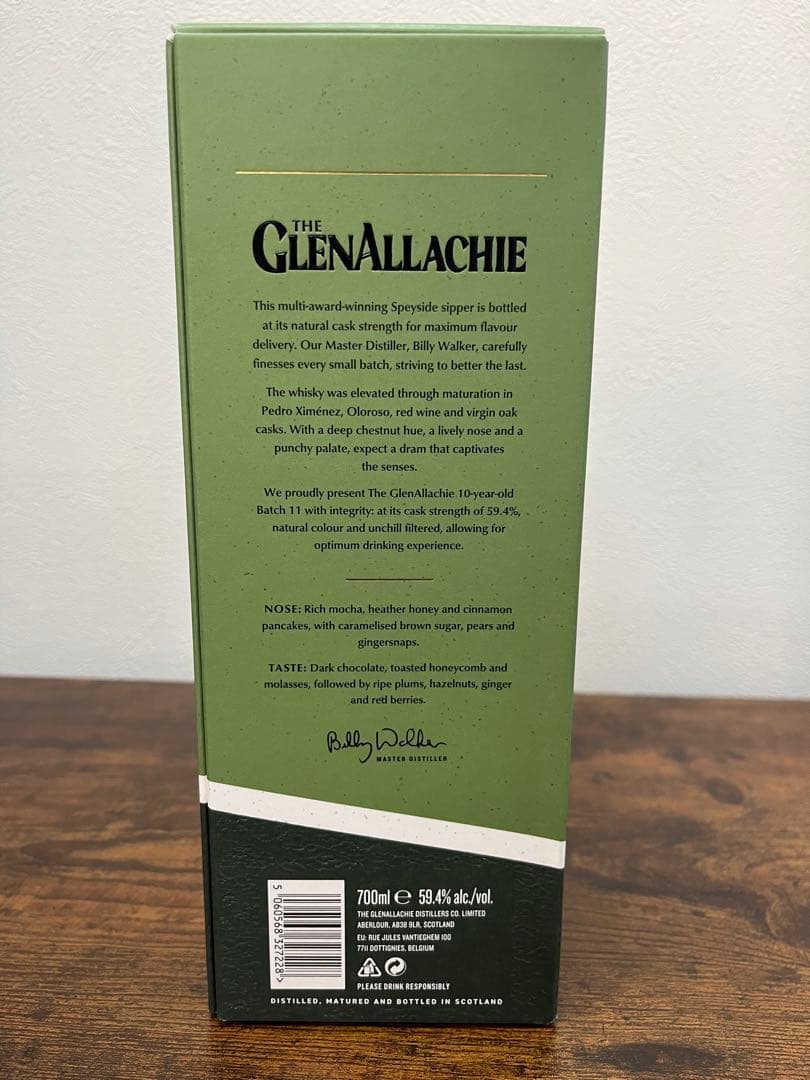 THE
GLENALLACHIE
This multi-award-winning Speyside sipper is bottled
at its natural cask strength for maximum flavour
delivery. Our Master Distiller, Billy Walker, carefully
finesses every small batch, striving to better the last.
The whisky was elevated through maturation in
Pedro Ximénez, Oloroso, red wine and virgin oak
casks. With a deep chestnut hue, a lively nose and a
punchy palate, expect a dram that captivates
the senses.
We proudly present The GlenAllachie 10-year-old
Batch 11 with integrity: at its cask strength of 59.4%,
natural colour and unchill filtered, allowing for
optimum drinking experience.
NOSE: Rich mocha, heather honey and cinnamon
pancakes, with caramelised brown sugar, pears and
gingersnaps.
TASTE: Dark chocolate, toasted honeycomb and
molasses, followed by ripe plums, hazelnuts, ginger
and red berries.
Billy Walker
MASTER DISTILLER
5 060568 327228 >
700ml ℮ 59.4% alc./vol.
THE GLENALLACHIE DISTILLERS CO. LIMITED
ABERLOUR, AB38 9LR, SCOTLAND
EU: RUE JULES VANTIEGHEM 100
7711 DOTTIGNIES, BELGIUM
PLEASE DRINK RESPONSIBLY
DISTILLED, MATURED AND BOTTLED IN SCOTLAND